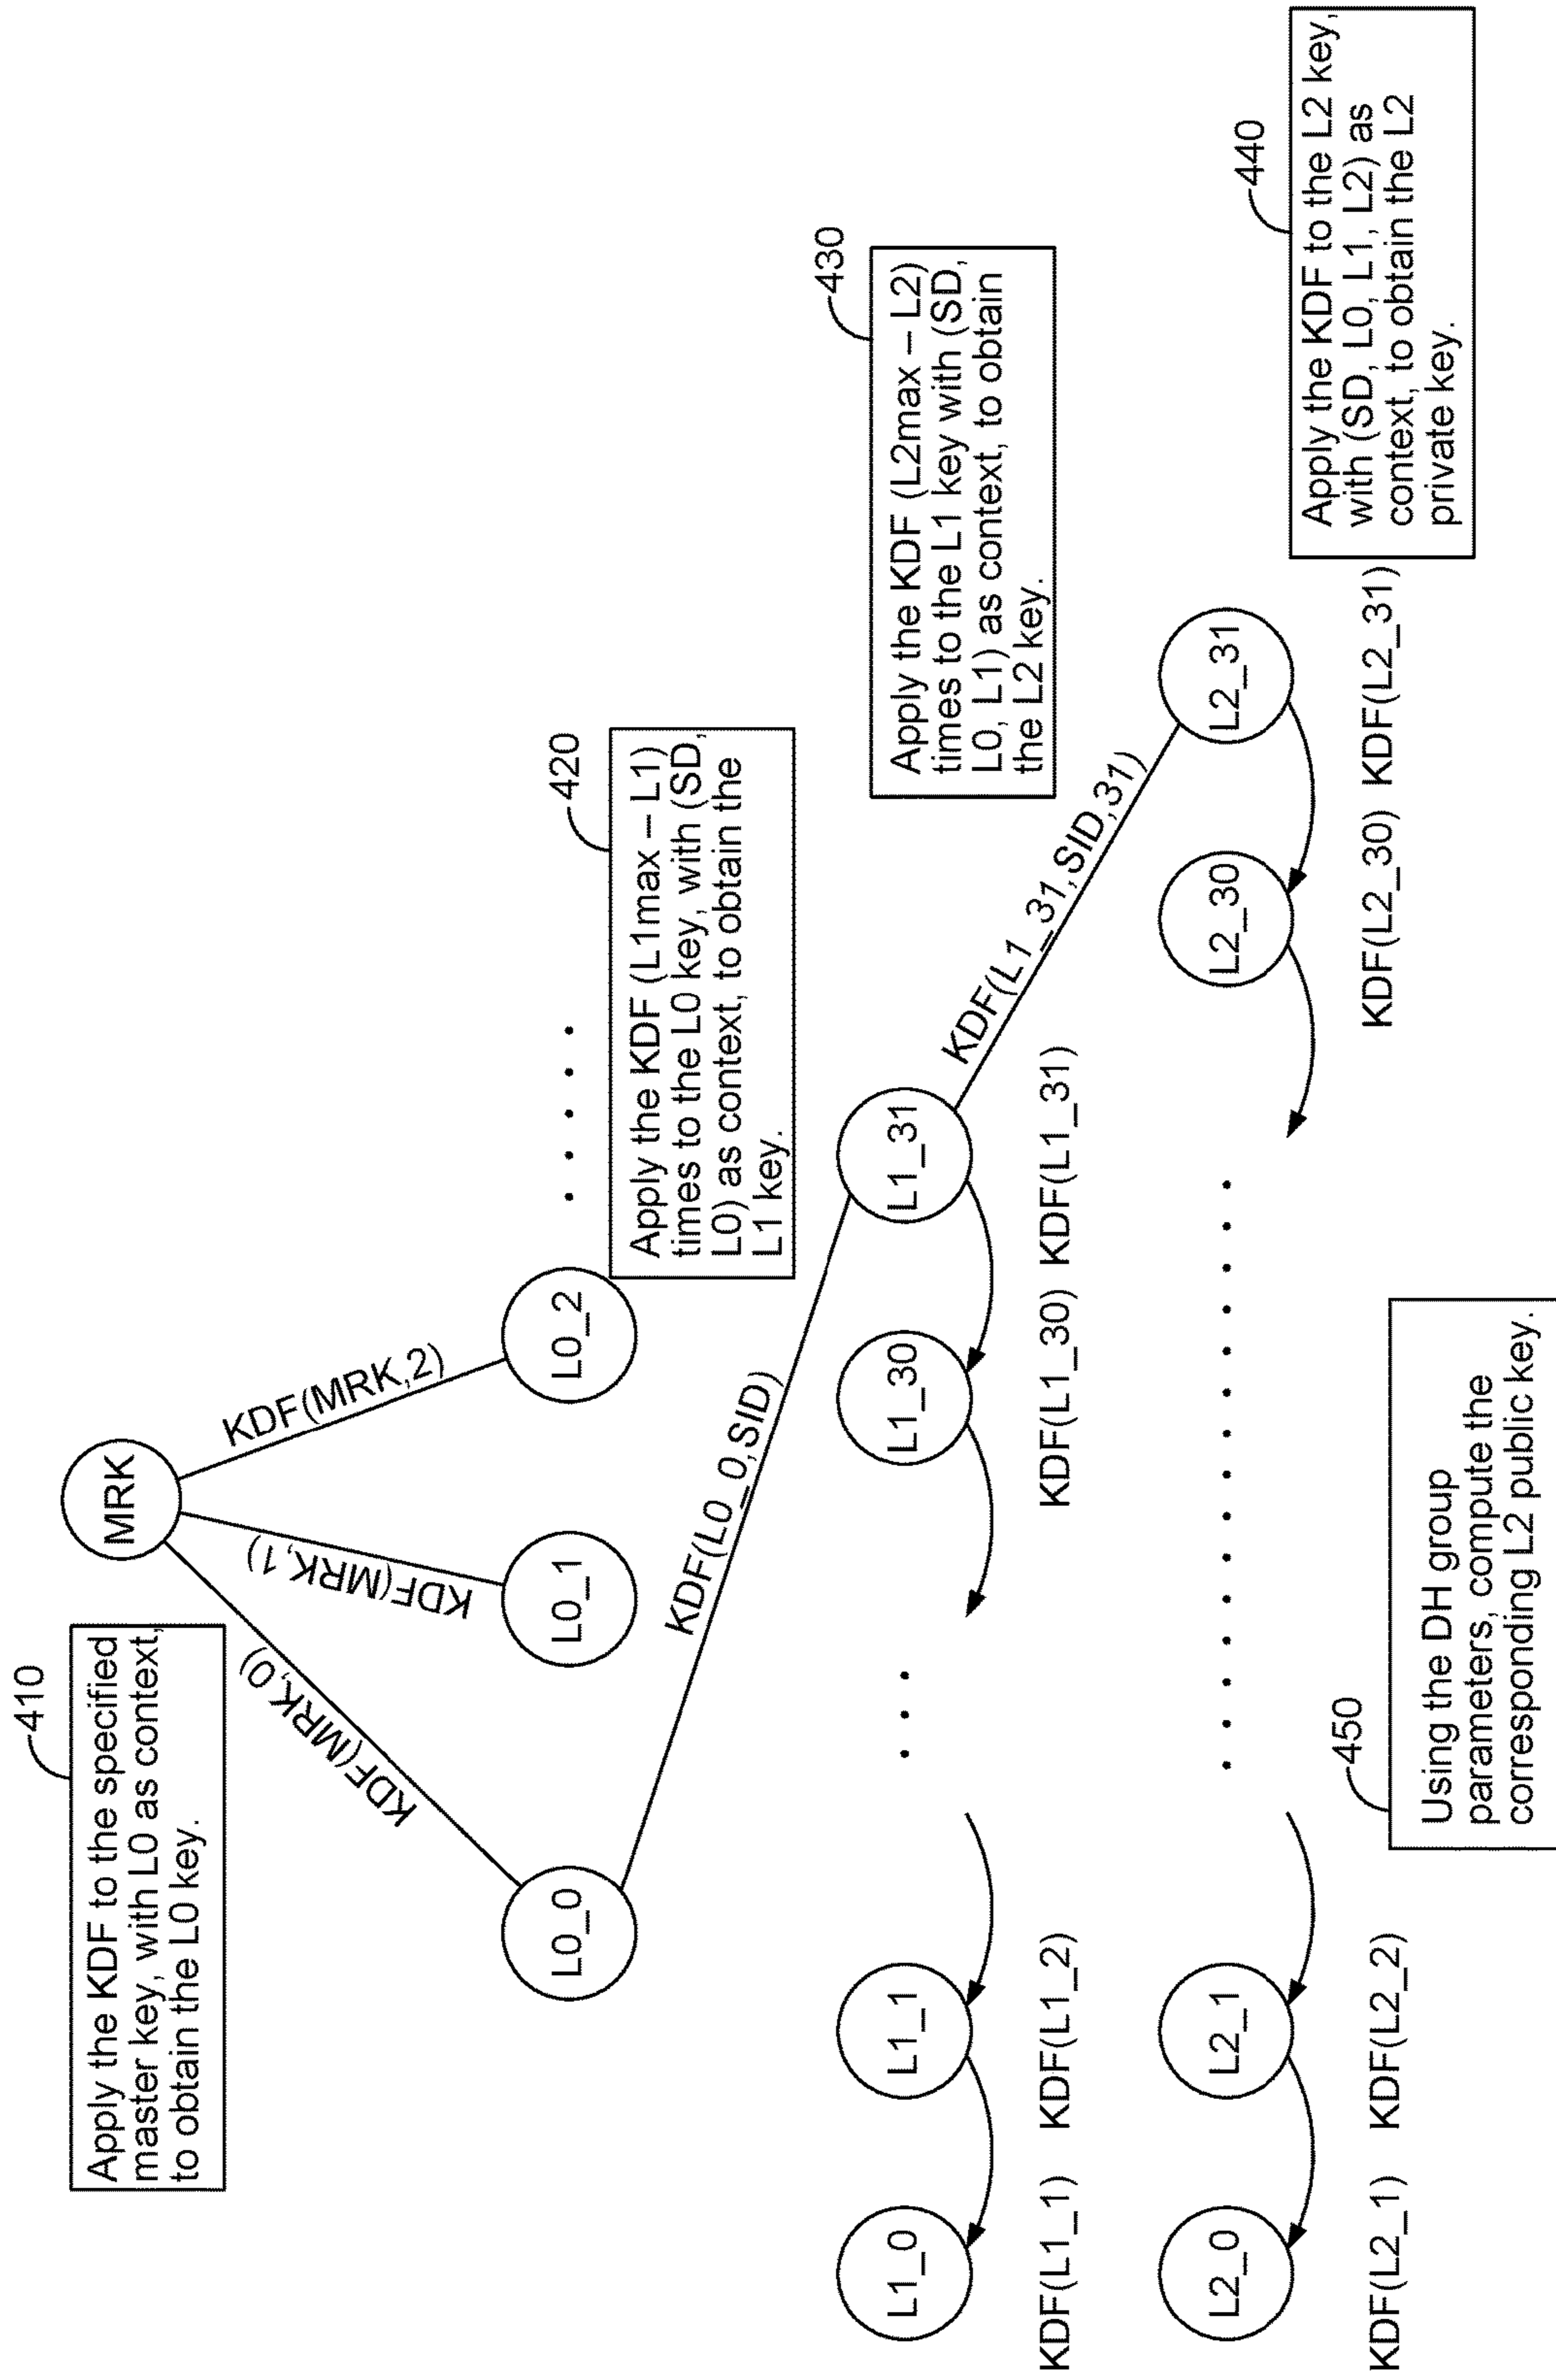 410
Apply the KDF to the specified
master key, with L0 as context,
to obtain the L0 key.
MRK
KDF(MRK,0)
KDF(MRK,1)
KDF(MRK,2)
L0_0
L0_1
L0_2
420
Apply the KDF (L1max – L1)
times to the L0 key, with (SD,
L0) as context, to obtain the
L1 key.
KDF(L0_0,SID)
430
Apply the KDF (L2max – L2)
times to the L1 key with (SD,
L0, L1) as context, to obtain
the L2 key.
L1_0
L1_1
L1_30
L1_31
KDF(L1_1)
KDF(L1_2)
KDF(L1_30)
KDF(L1_31)
KDF(L1_31,SID,31)
440
Apply the KDF to the L2 key,
with (SD, L0, L1, L2) as
context, to obtain the L2
private key.
L2_0
L2_1
L2_30
L2_31
KDF(L2_1)
KDF(L2_2)
KDF(L2_30)
KDF(L2_31)
450
Using the DH group
parameters, compute the
corresponding L2 public key.